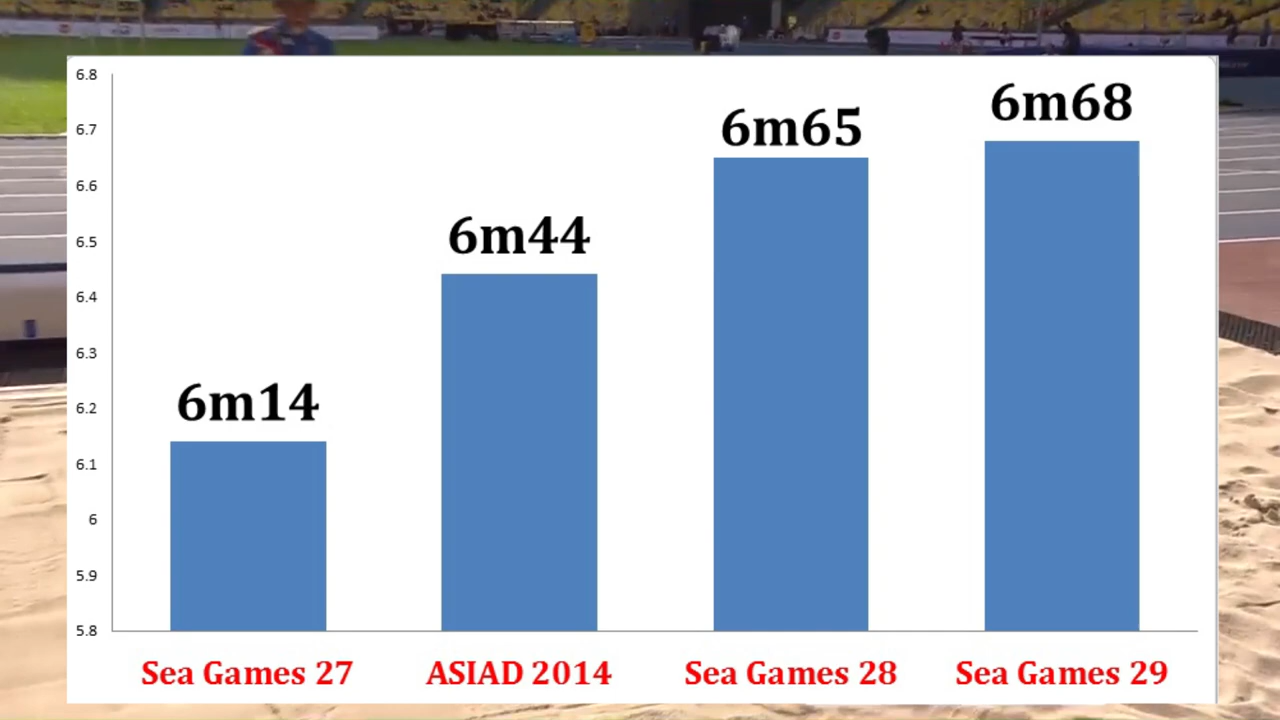 6.8
6.7
6.6
6.5
6.4
6.3
6.2
6.1
6
5.9
5.8
6m14
6m44
6m65
6m68
Sea Games 27
ASIAD 2014
Sea Games 28
Sea Games 29